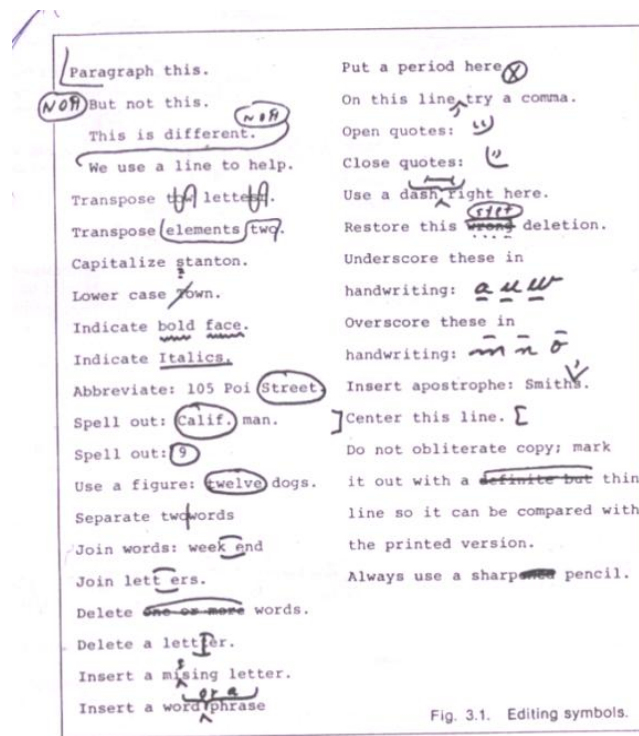 Paragraph this.
NO ¶ But not this.
NO ¶
This is different.
We use a line to help.
Transpose tow lettesr.
Transpose elements two.
Capitalize stanton.
Lower case Town.
Indicate bold face.
Indicate Italics.
Abbreviate: 105 Poi Street.
Spell out: Calif. man.
Spell out: 9
Use a figure: twelve dogs.
Separate twowords
Join words: week end
Join lett ers.
Delete one or more words.
Delete a lettter.
s
Insert a mising letter.
or a
Insert a word phrase
Put a period here
On this line try a comma.
Open quotes: "
Close quotes: "
Use a dash right here.
stet
Restore this wrong deletion.
Underscore these in
handwriting: a u w
Overscore these in
handwriting: m n o
Insert apostrophe: Smiths.
Center this line.
Do not obliterate copy; mark
it out with a definite but thin
line so it can be compared with
the printed version.
Always use a sharpened pencil.
Fig. 3.1. Editing symbols.